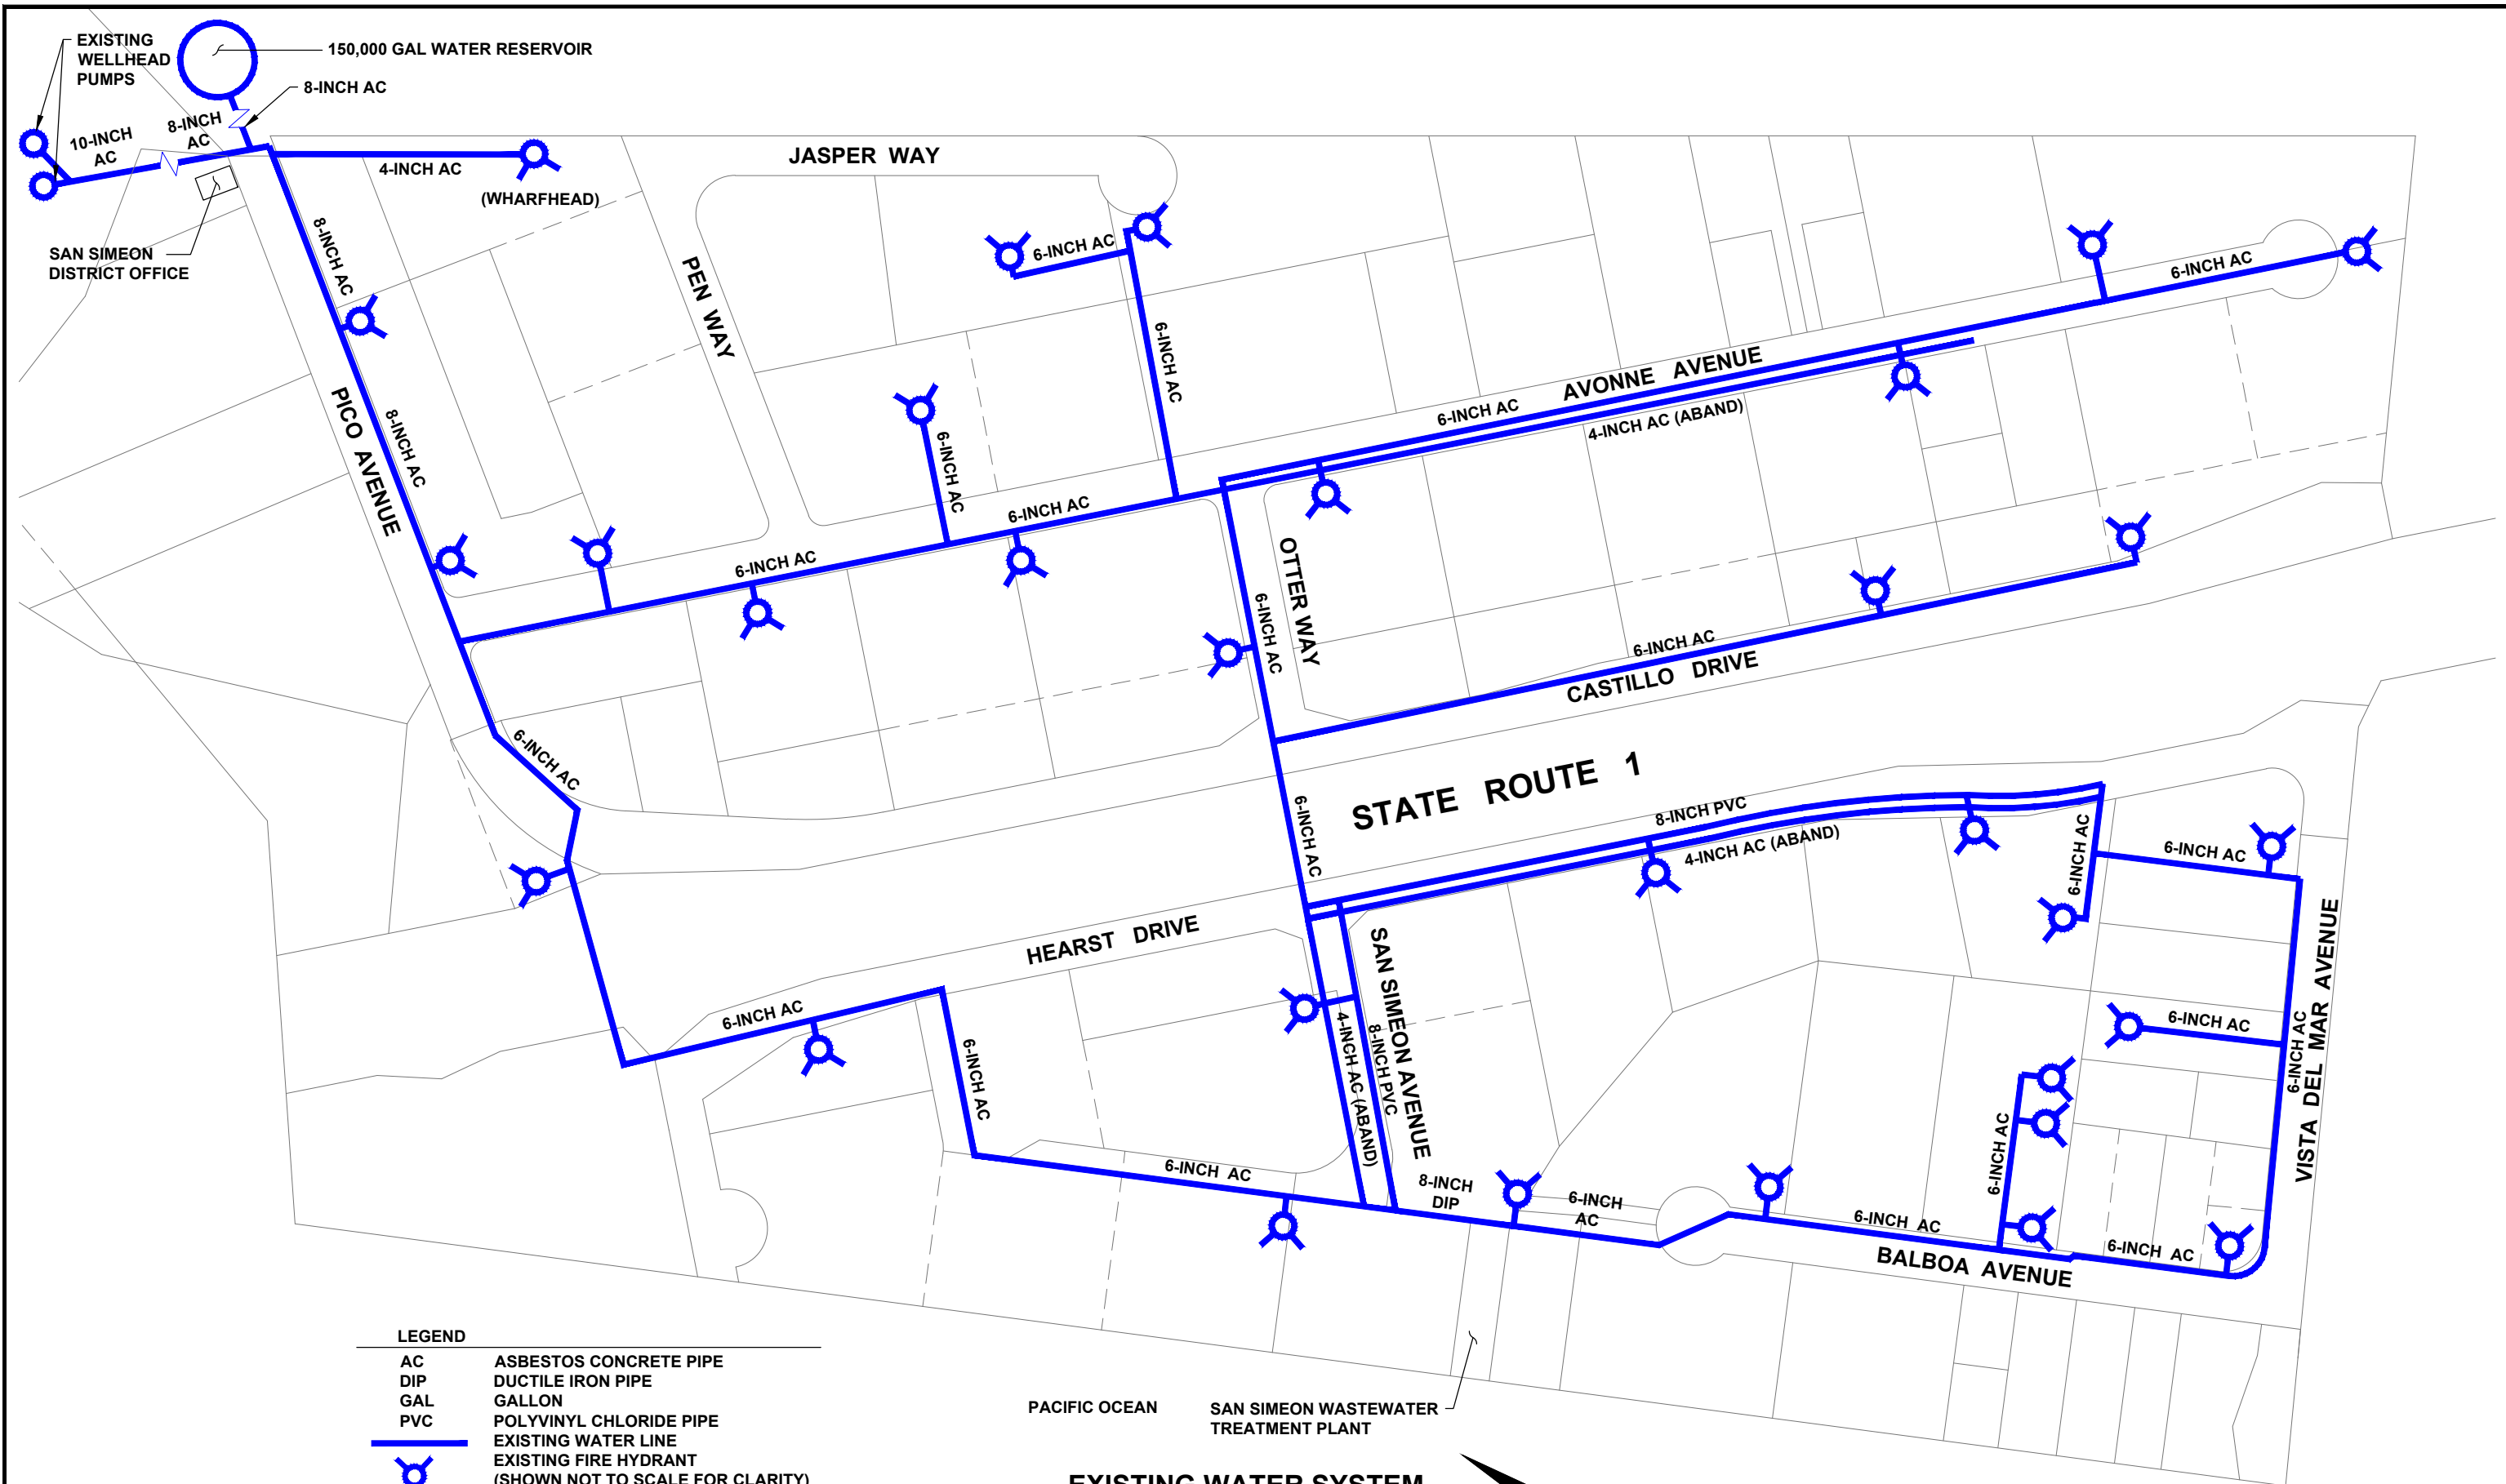 EXISTING
WELLHEAD
PUMPS
150,000 GAL WATER RESERVOIR
8-INCH AC
10-INCH
AC
8-INCH
AC
4-INCH AC
(WHARFHEAD)
SAN SIMEON
DISTRICT OFFICE
JASPER WAY
8-INCH AC
PEN WAY
6-INCH AC
6-INCH AC
6-INCH AC
PICO AVENUE
8-INCH AC
6-INCH AC
AVONNE AVENUE
6-INCH AC
4-INCH AC (ABAND)
6-INCH AC
6-INCH AC
OTTER WAY
6-INCH AC
6-INCH AC
CASTILLO DRIVE
6-INCH AC
STATE ROUTE 1
6-INCH AC
8-INCH PVC
4-INCH AC (ABAND)
6-INCH AC
6-INCH AC
HEARST DRIVE
SAN SIMEON AVENUE
VISTA DEL MAR AVENUE
6-INCH AC
6-INCH AC
4-INCH AC (ABAND)
8-INCH PVC
6-INCH AC
6-INCH AC
6-INCH AC
6-INCH AC
8-INCH
DIP
6-INCH
AC
6-INCH AC
6-INCH AC
BALBOA AVENUE
LEGEND
AC ASBESTOS CONCRETE PIPE
DIP DUCTILE IRON PIPE
GAL GALLON
PVC POLYVINYL CHLORIDE PIPE
EXISTING WATER LINE
EXISTING FIRE HYDRANT
(SHOWN NOT TO SCALE FOR CLARITY)
PACIFIC OCEAN
SAN SIMEON WASTEWATER
TREATMENT PLANT
EXISTING WATER SYSTEM